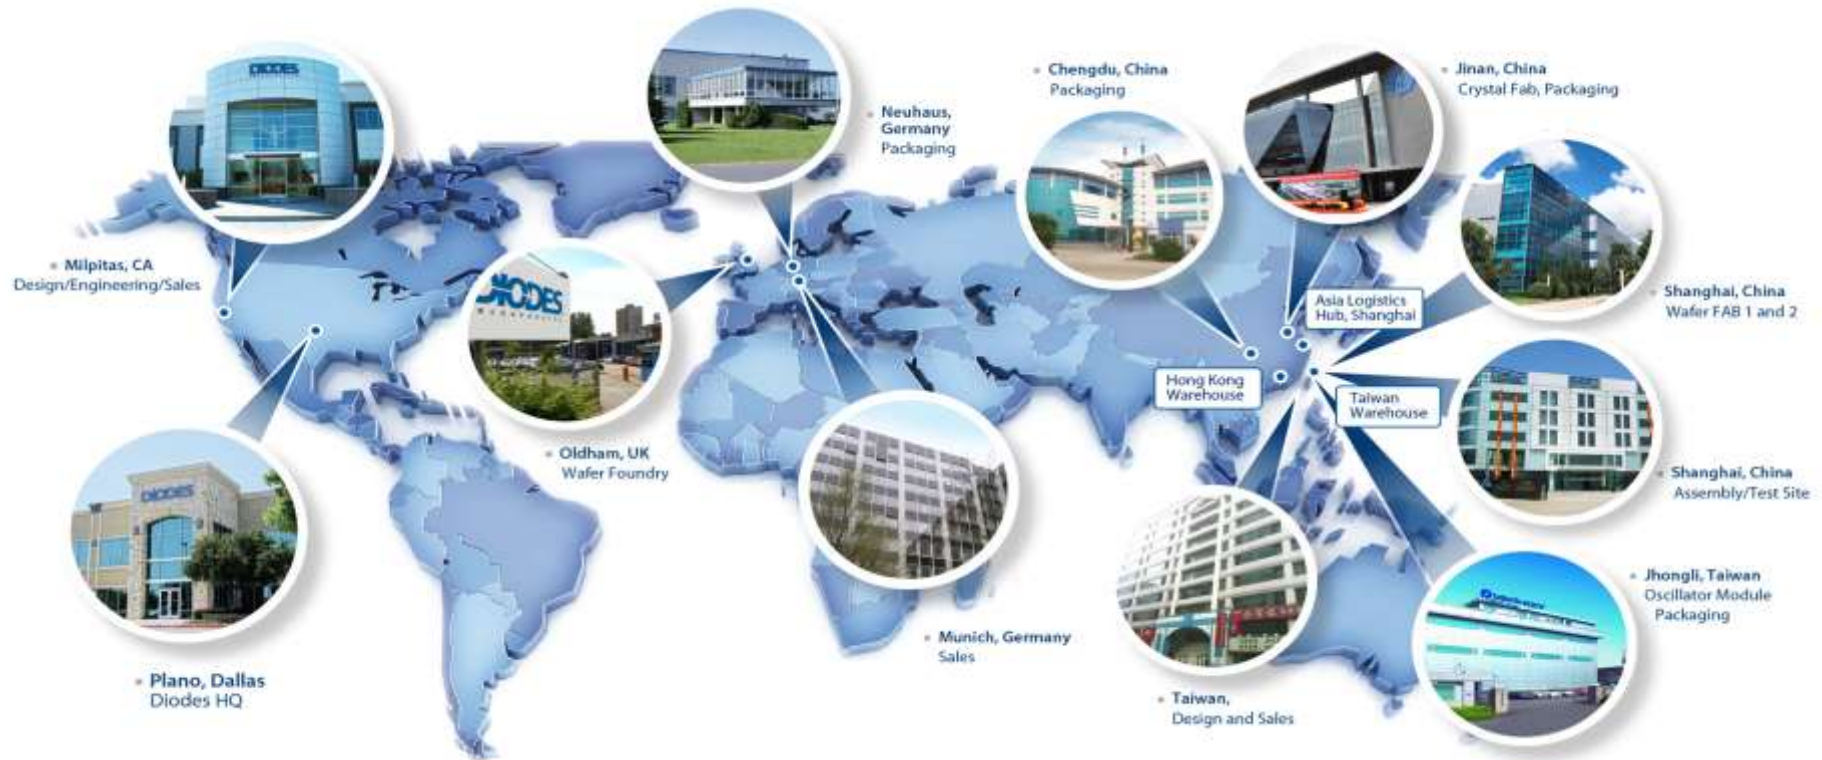 DIODES
• Milpitas, CA
Design/Engineering/Sales
• Neuhaus,
Germany
Packaging
• Chengdu, China
Packaging
• Jinan, China
Crystal Fab, Packaging
• Shanghai, China
Wafer FAB 1 and 2
Asia Logistics
Hub, Shanghai
Hong Kong
Warehouse
Taiwan
Warehouse
DIODES
• Oldham, UK
Wafer Foundry
• Shanghai, China
Assembly/Test Site
DIODES
• Plano, Dallas
Diodes HQ
• Munich, Germany
Sales
• Taiwan,
Design and Sales
• Jhongli, Taiwan
Oscillator Module
Packaging